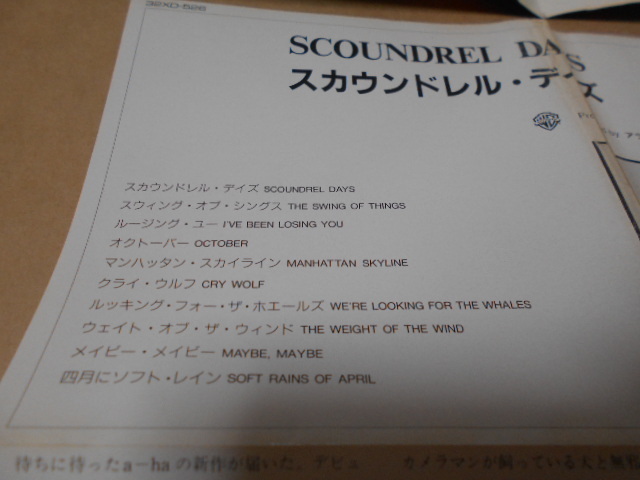 32XD-526
SCOUNDREL DAYS
スカウンドレル・デイズ
by
スカウンドレル・デイズ SCOUNDREL DAYS
スウィング・オブ・シングス THE SWING OF THINGS
ルージング・ユー I'VE BEEN LOSING YOU
オクトーバー OCTOBER
マンハッタン・スカイライン MANHATTAN SKYLINE
クライ・ウルフ CRY WOLF
ルッキング・フォー・ザ・ホエールズ WE'RE LOOKING FOR THE WHALES
ウェイト・オブ・ザ・ウィンド THE WEIGHT OF THE WIND
メイビー・メイビー MAYBE, MAYBE
四月にソフト・レイン SOFT RAINS OF APRIL
待ちに待ったa-haの新作が届いた。デビュ
カメラマンが飼っている犬と無邪